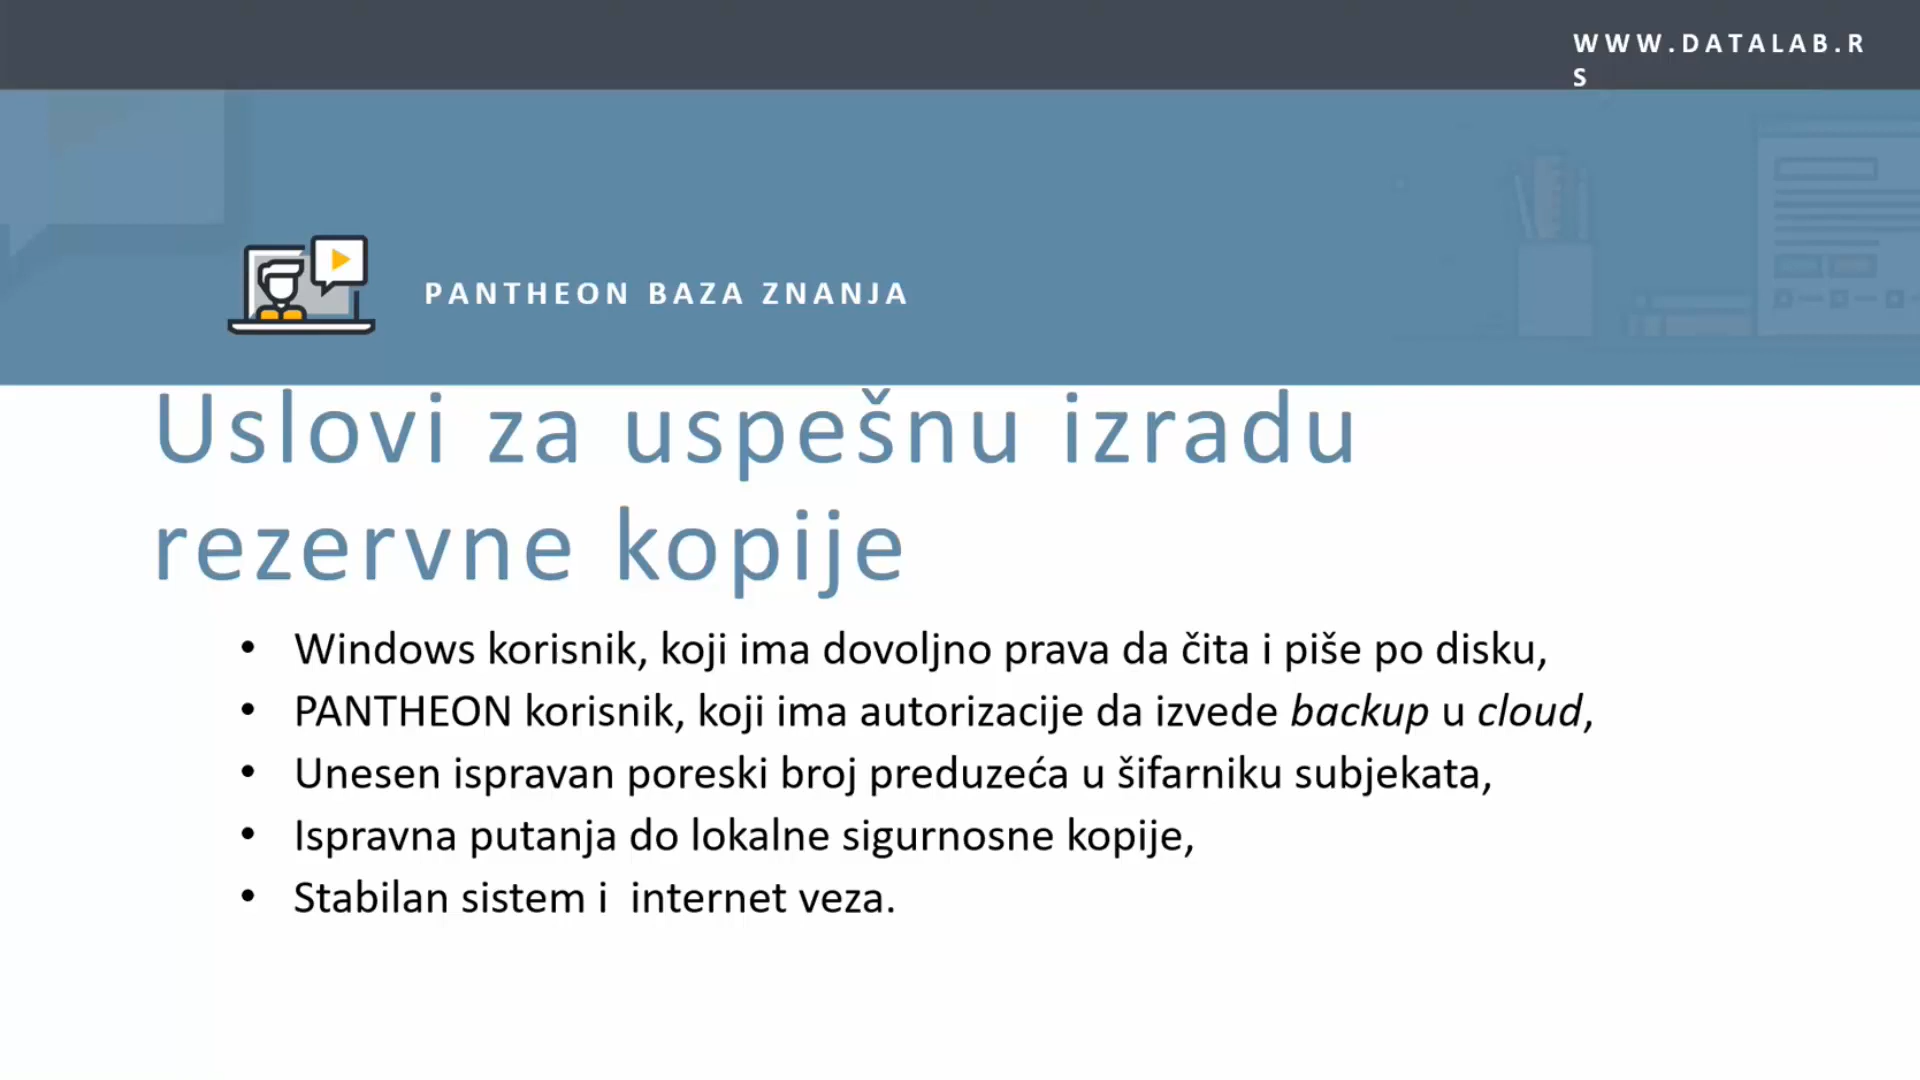 WWW.DATALAB.R
S
PANTHEON BAZA ZNANJA
Uslovi za uspešnu izradu
rezervne kopije
• Windows korisnik, koji ima dovoljno prava da čita i piše po disku,
• PANTHEON korisnik, koji ima autorizacije da izvede backup u cloud,
• Unesen ispravan poreski broj preduzeća u šifarniku subjekata,
• Ispravna putanja do lokalne sigurnosne kopije,
• Stabilan sistem i  internet veza.